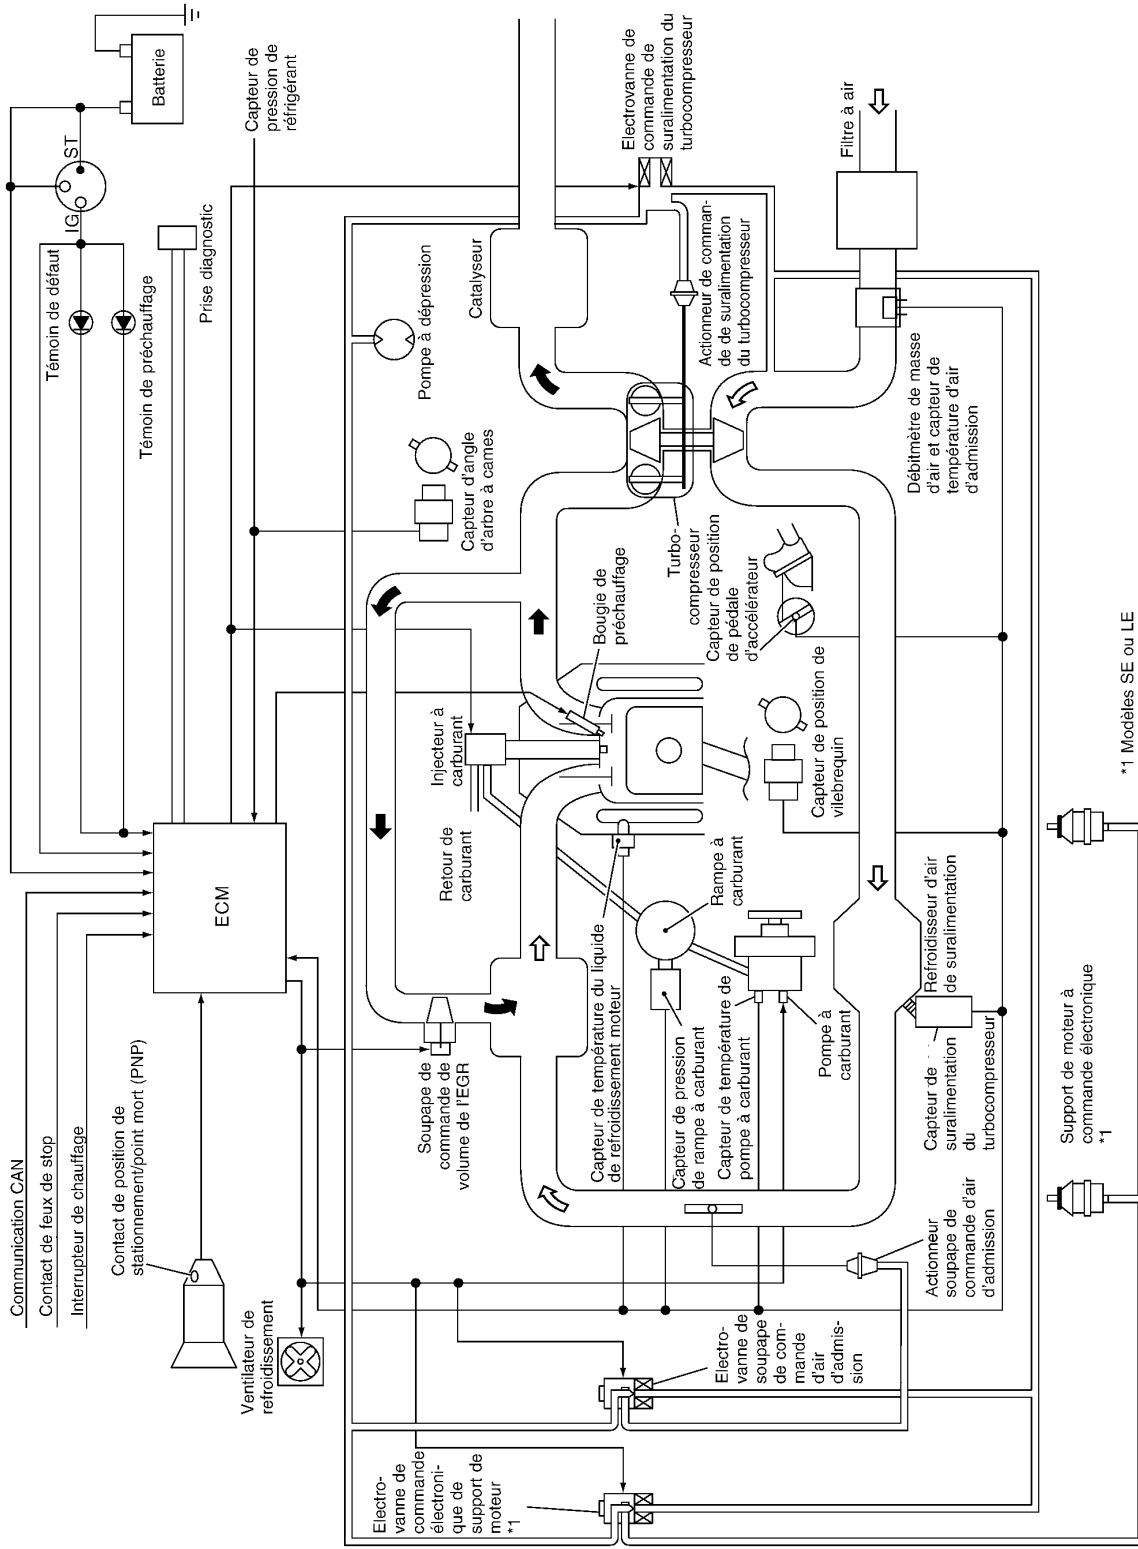 Communication CAN
Contact de feux de stop
Interrupteur de chauffage
Contact de position de
stationnement/point mort (PNP)
Ventilateur de
refroidissement
ECM
Témoin de défaut
Témoin de préchauffage
Prise diagnostic
IG
ST
Batterie
Capteur de
pression de
réfrigérant
Soupape de
commande de
volume de l'EGR
Retour de
carburant
Injecteur à
carburant
Bougie de
préchauffage
Capteur d'angle
d'arbre à cames
Pompe à dépression
Catalyseur
Electrovanne de
commande de
suralimentation du
turbocompresseur
Actionneur de comman-
de de suralimentation
du turbocompresseur
Filtre à air
Turbo-
compresseur
Capteur de position
de pédale
d'accélérateur
Débitmètre de masse
d'air et capteur de
température d'air
d'admission
Capteur de position de
vilebrequin
Capteur de température du liquide
de refroidissement moteur
Capteur de pression
de rampe à carburant
Rampe à
carburant
Capteur de température de
pompe à carburant
Pompe à
carburant
Refroidisseur d'air
de suralimentation
Capteur de
suralimentation
du
turbocompresseur
Actionneur
soupape de
commande d'air
d'admission
Electro-
vanne de
soupape
de com-
mande
d'air
d'admis-
sion
Electro-
vanne de
commande
électroni-
que de
support de
moteur
*1
Support de moteur à
commande électronique
*1
*1 Modèles SE ou LE